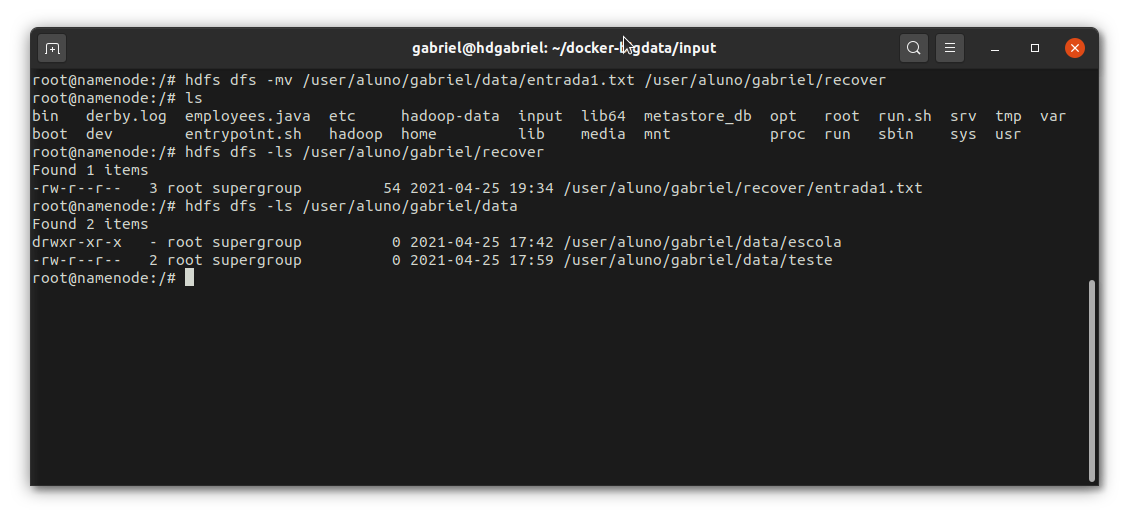 gabriel@hdgabriel: ~/docker-bigdata/input
root@namenode:/# hdfs dfs -mv /user/aluno/gabriel/data/entrada1.txt /user/aluno/gabriel/recover
root@namenode:/# ls
bin   derby.log  employees.java  etc     hadoop-data  input  lib64  metastore_db  opt   root  run.sh  srv  tmp  var
boot  dev        entrypoint.sh   hadoop  home         lib    media  mnt           proc  run   sbin    sys  usr
root@namenode:/# hdfs dfs -ls /user/aluno/gabriel/recover
Found 1 items
-rw-r--r--   3 root supergroup         54 2021-04-25 19:34 /user/aluno/gabriel/recover/entrada1.txt
root@namenode:/# hdfs dfs -ls /user/aluno/gabriel/data
Found 2 items
drwxr-xr-x   - root supergroup          0 2021-04-25 17:42 /user/aluno/gabriel/data/escola
-rw-r--r--   2 root supergroup          0 2021-04-25 17:59 /user/aluno/gabriel/data/teste
root@namenode:/#